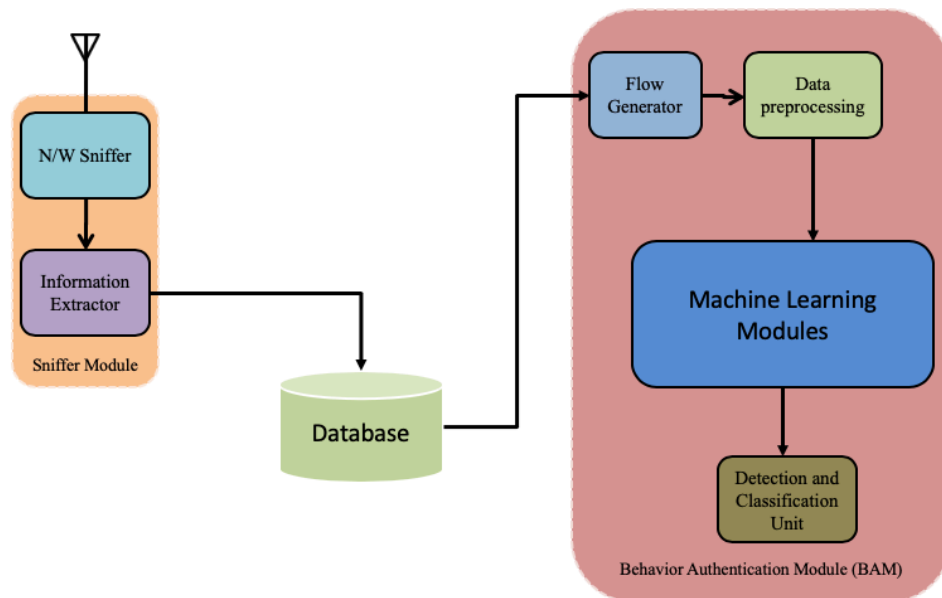 N/W Sniffer
Information
Extractor
Sniffer Module
Database
Flow
Generator
Data
preprocessing
Machine Learning
Modules
Detection and
Classification
Unit
Behavior Authentication Module (BAM)